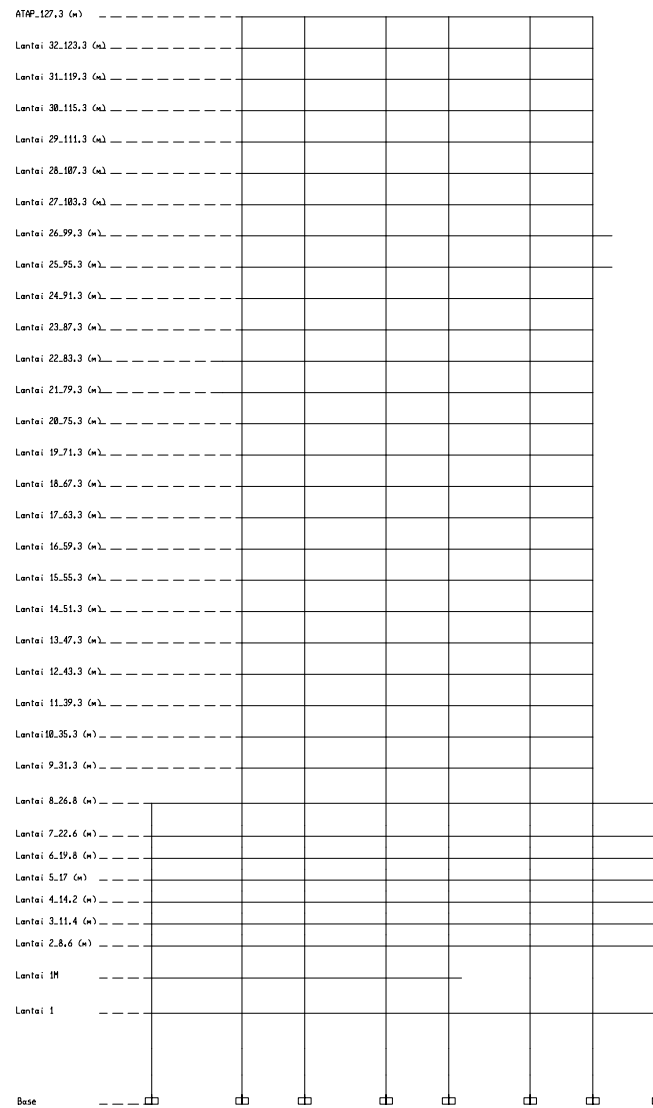 ATAP_127.3 (M)
Lantai 32_123.3 (M)
Lantai 31_119.3 (M)
Lantai 30_115.3 (M)
Lantai 29_111.3 (M)
Lantai 28_107.3 (M)
Lantai 27_103.3 (M)
Lantai 26_99.3 (M)
Lantai 25_95.3 (M)
Lantai 24_91.3 (M)
Lantai 23_87.3 (M)
Lantai 22_83.3 (M)
Lantai 21_79.3 (M)
Lantai 20_75.3 (M)
Lantai 19_71.3 (M)
Lantai 18_67.3 (M)
Lantai 17_63.3 (M)
Lantai 16_59.3 (M)
Lantai 15_55.3 (M)
Lantai 14_51.3 (M)
Lantai 13_47.3 (M)
Lantai 12_43.3 (M)
Lantai 11_39.3 (M)
Lantai10_35.3 (M)
Lantai 9_31.3 (M)
Lantai 8_26.8 (M)
Lantai 7_22.6 (M)
Lantai 6_19.8 (M)
Lantai 5_17 (M)
Lantai 4_14.2 (M)
Lantai 3_11.4 (M)
Lantai 2_8.6 (M)
Lantai 1M
Lantai 1
Base